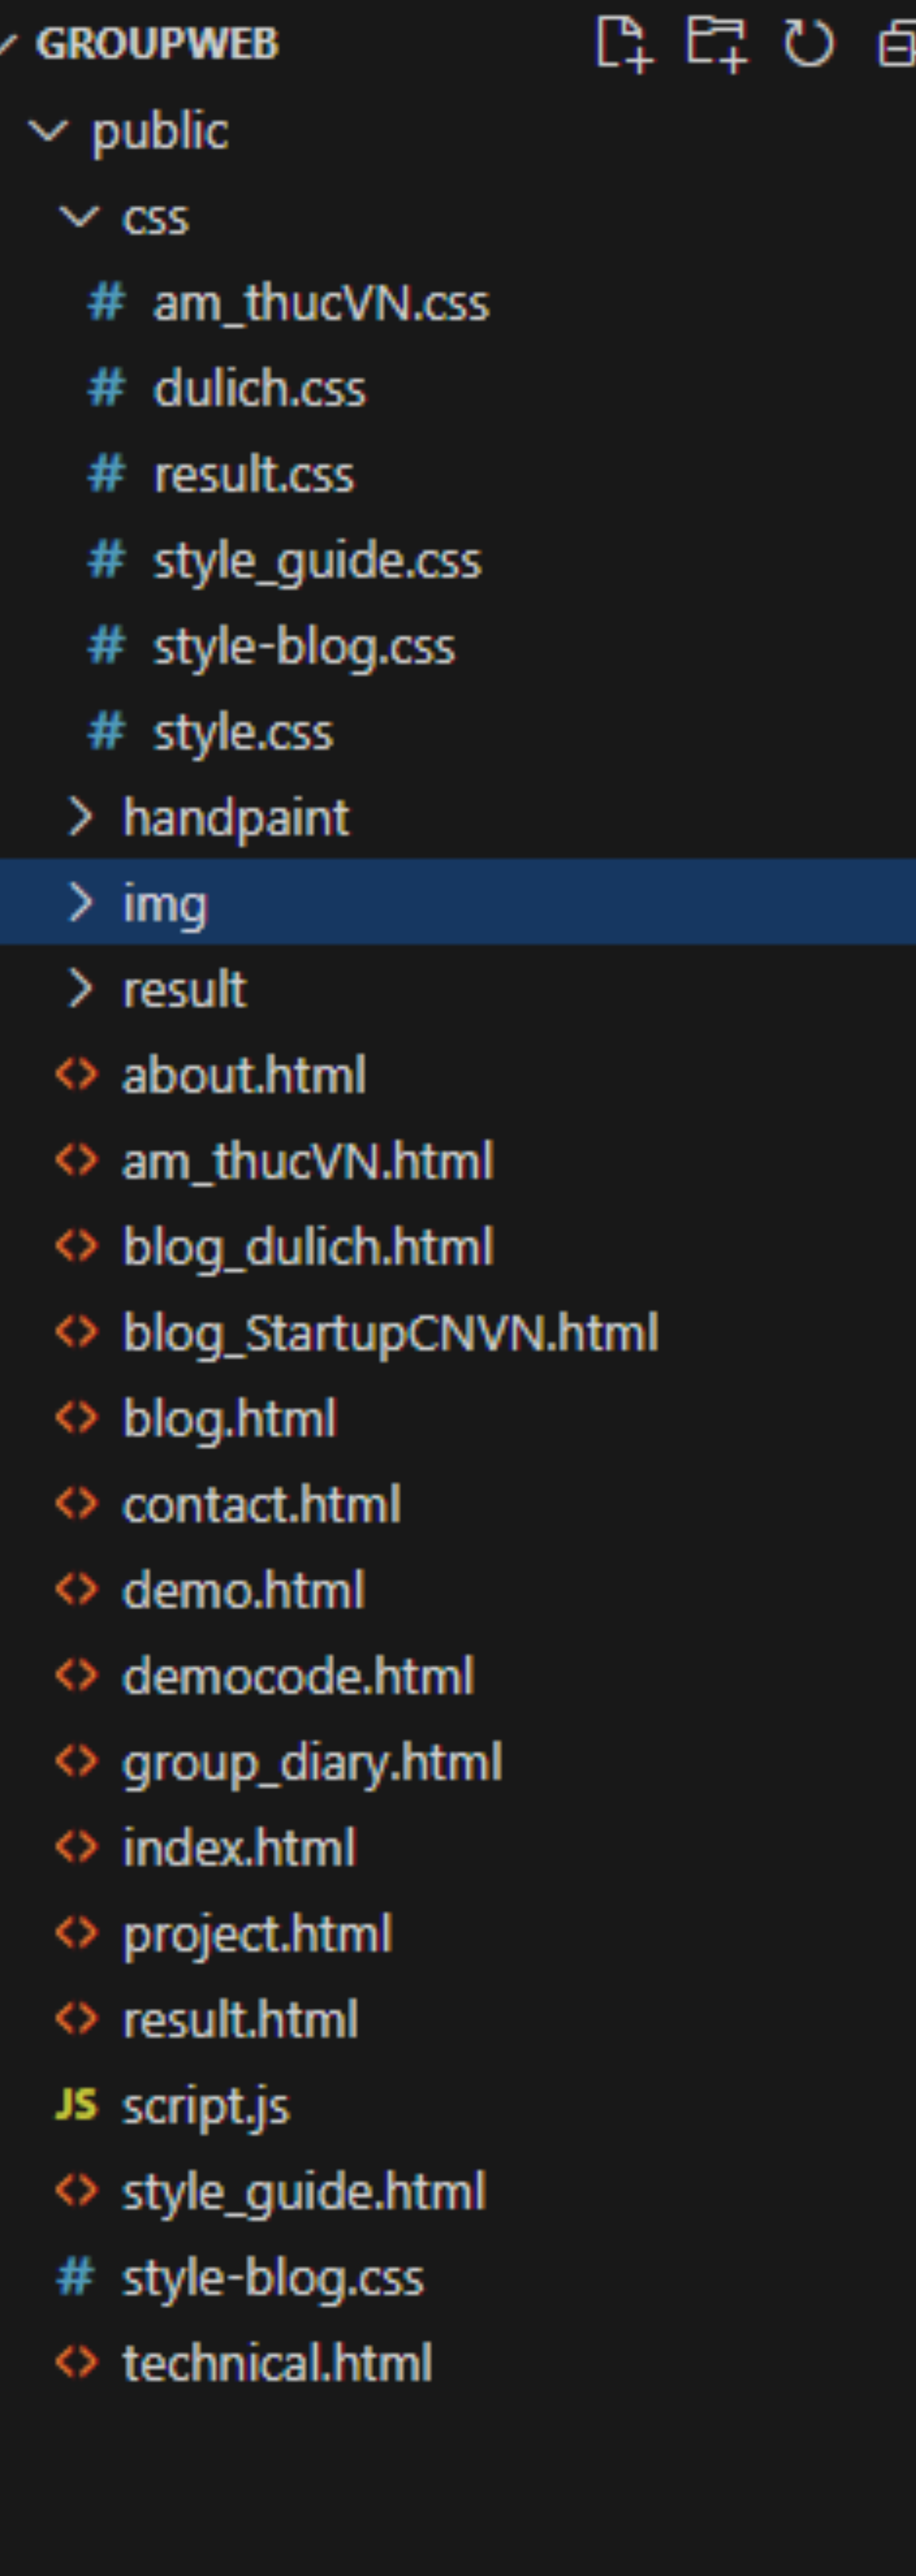 GROUPWEB
public
css
am_thucVN.css
dulich.css
result.css
style_guide.css
style-blog.css
style.css
handpaint
img
result
about.html
am_thucVN.html
blog_dulich.html
blog_StartupCNVN.html
blog.html
contact.html
demo.html
democode.html
group_diary.html
index.html
project.html
result.html
JS script.js
style_guide.html
style-blog.css
technical.html